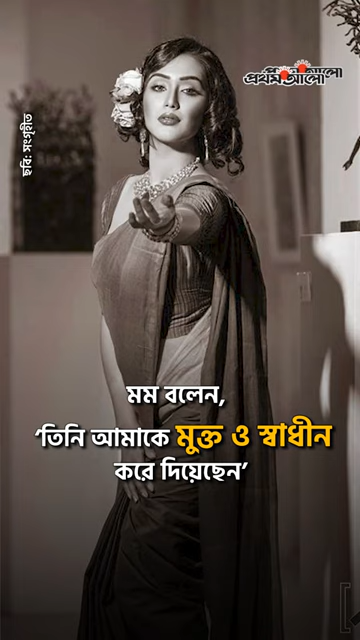 প্রথম আলো
ছবি: সংগৃহীত
মম বলেন,
‘তিনি আমাকে মুক্ত ও স্বাধীন
করে দিয়েছেন’